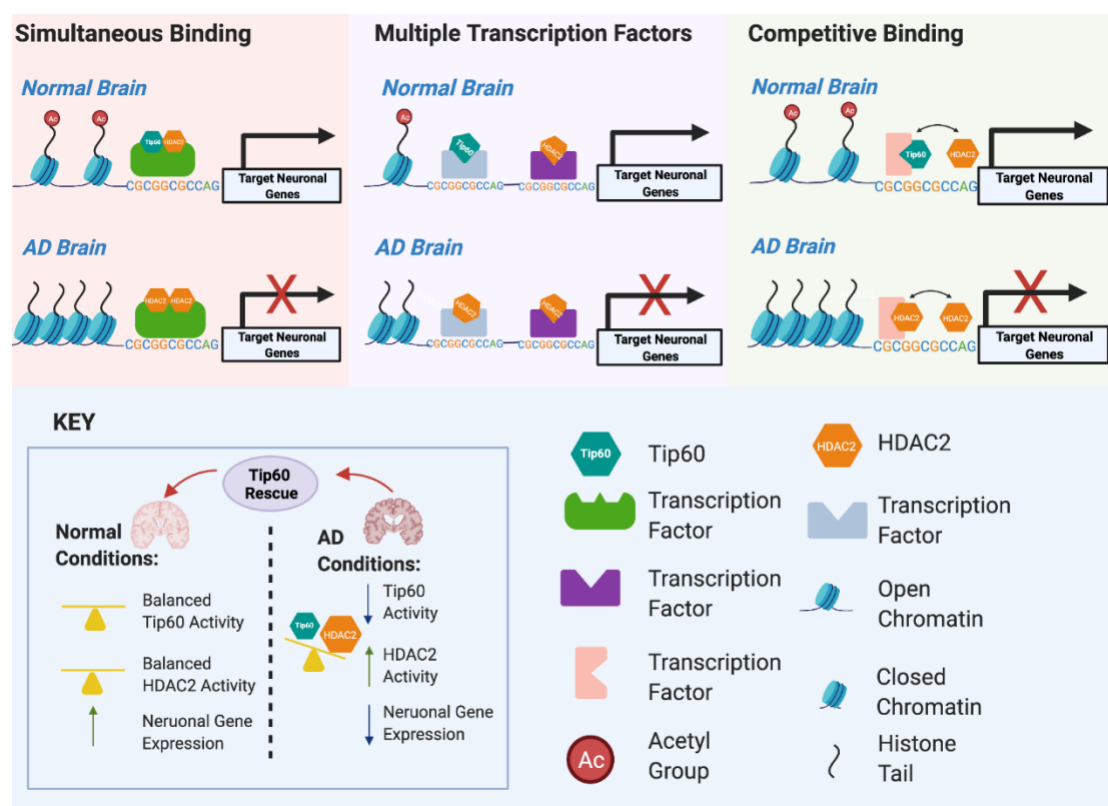 Simultaneous Binding
Normal Brain
Ac
Ac
Tip60
HDAC2
CGCGGCGCCAG
Target Neuronal
Genes
AD Brain
HDAC2
HDAC2
CGCGGCGCCAG
Target Neuronal
Genes
Multiple Transcription Factors
Normal Brain
Ac
Tip60
HDAC2
CGCGGCGCCAG
CGCGGCGCCAG
Target Neuronal
Genes
AD Brain
HDAC2
HDAC2
CGCGGCGCCAG
CGCGGCGCCAG
Target Neuronal
Genes
Competitive Binding
Normal Brain
Ac
Ac
Tip60
HDAC2
CGCGGCGCCAG
Target Neuronal
Genes
AD Brain
HDAC2
HDAC2
CGCGGCGCCAG
Target Neuronal
Genes
KEY
Tip60
Rescue
Normal
Conditions:
Balanced
Tip60 Activity
Balanced
HDAC2 Activity
Neruonal Gene
Expression
AD
Conditions:
Tip60
Activity
Tip60
HDAC2
HDAC2
Activity
Neruonal Gene
Expression
Tip60
Tip60
Transcription
Factor
Transcription
Factor
Transcription
Factor
Ac
Acetyl
Group
HDAC2
HDAC2
Transcription
Factor
Open
Chromatin
Closed
Chromatin
Histone
Tail